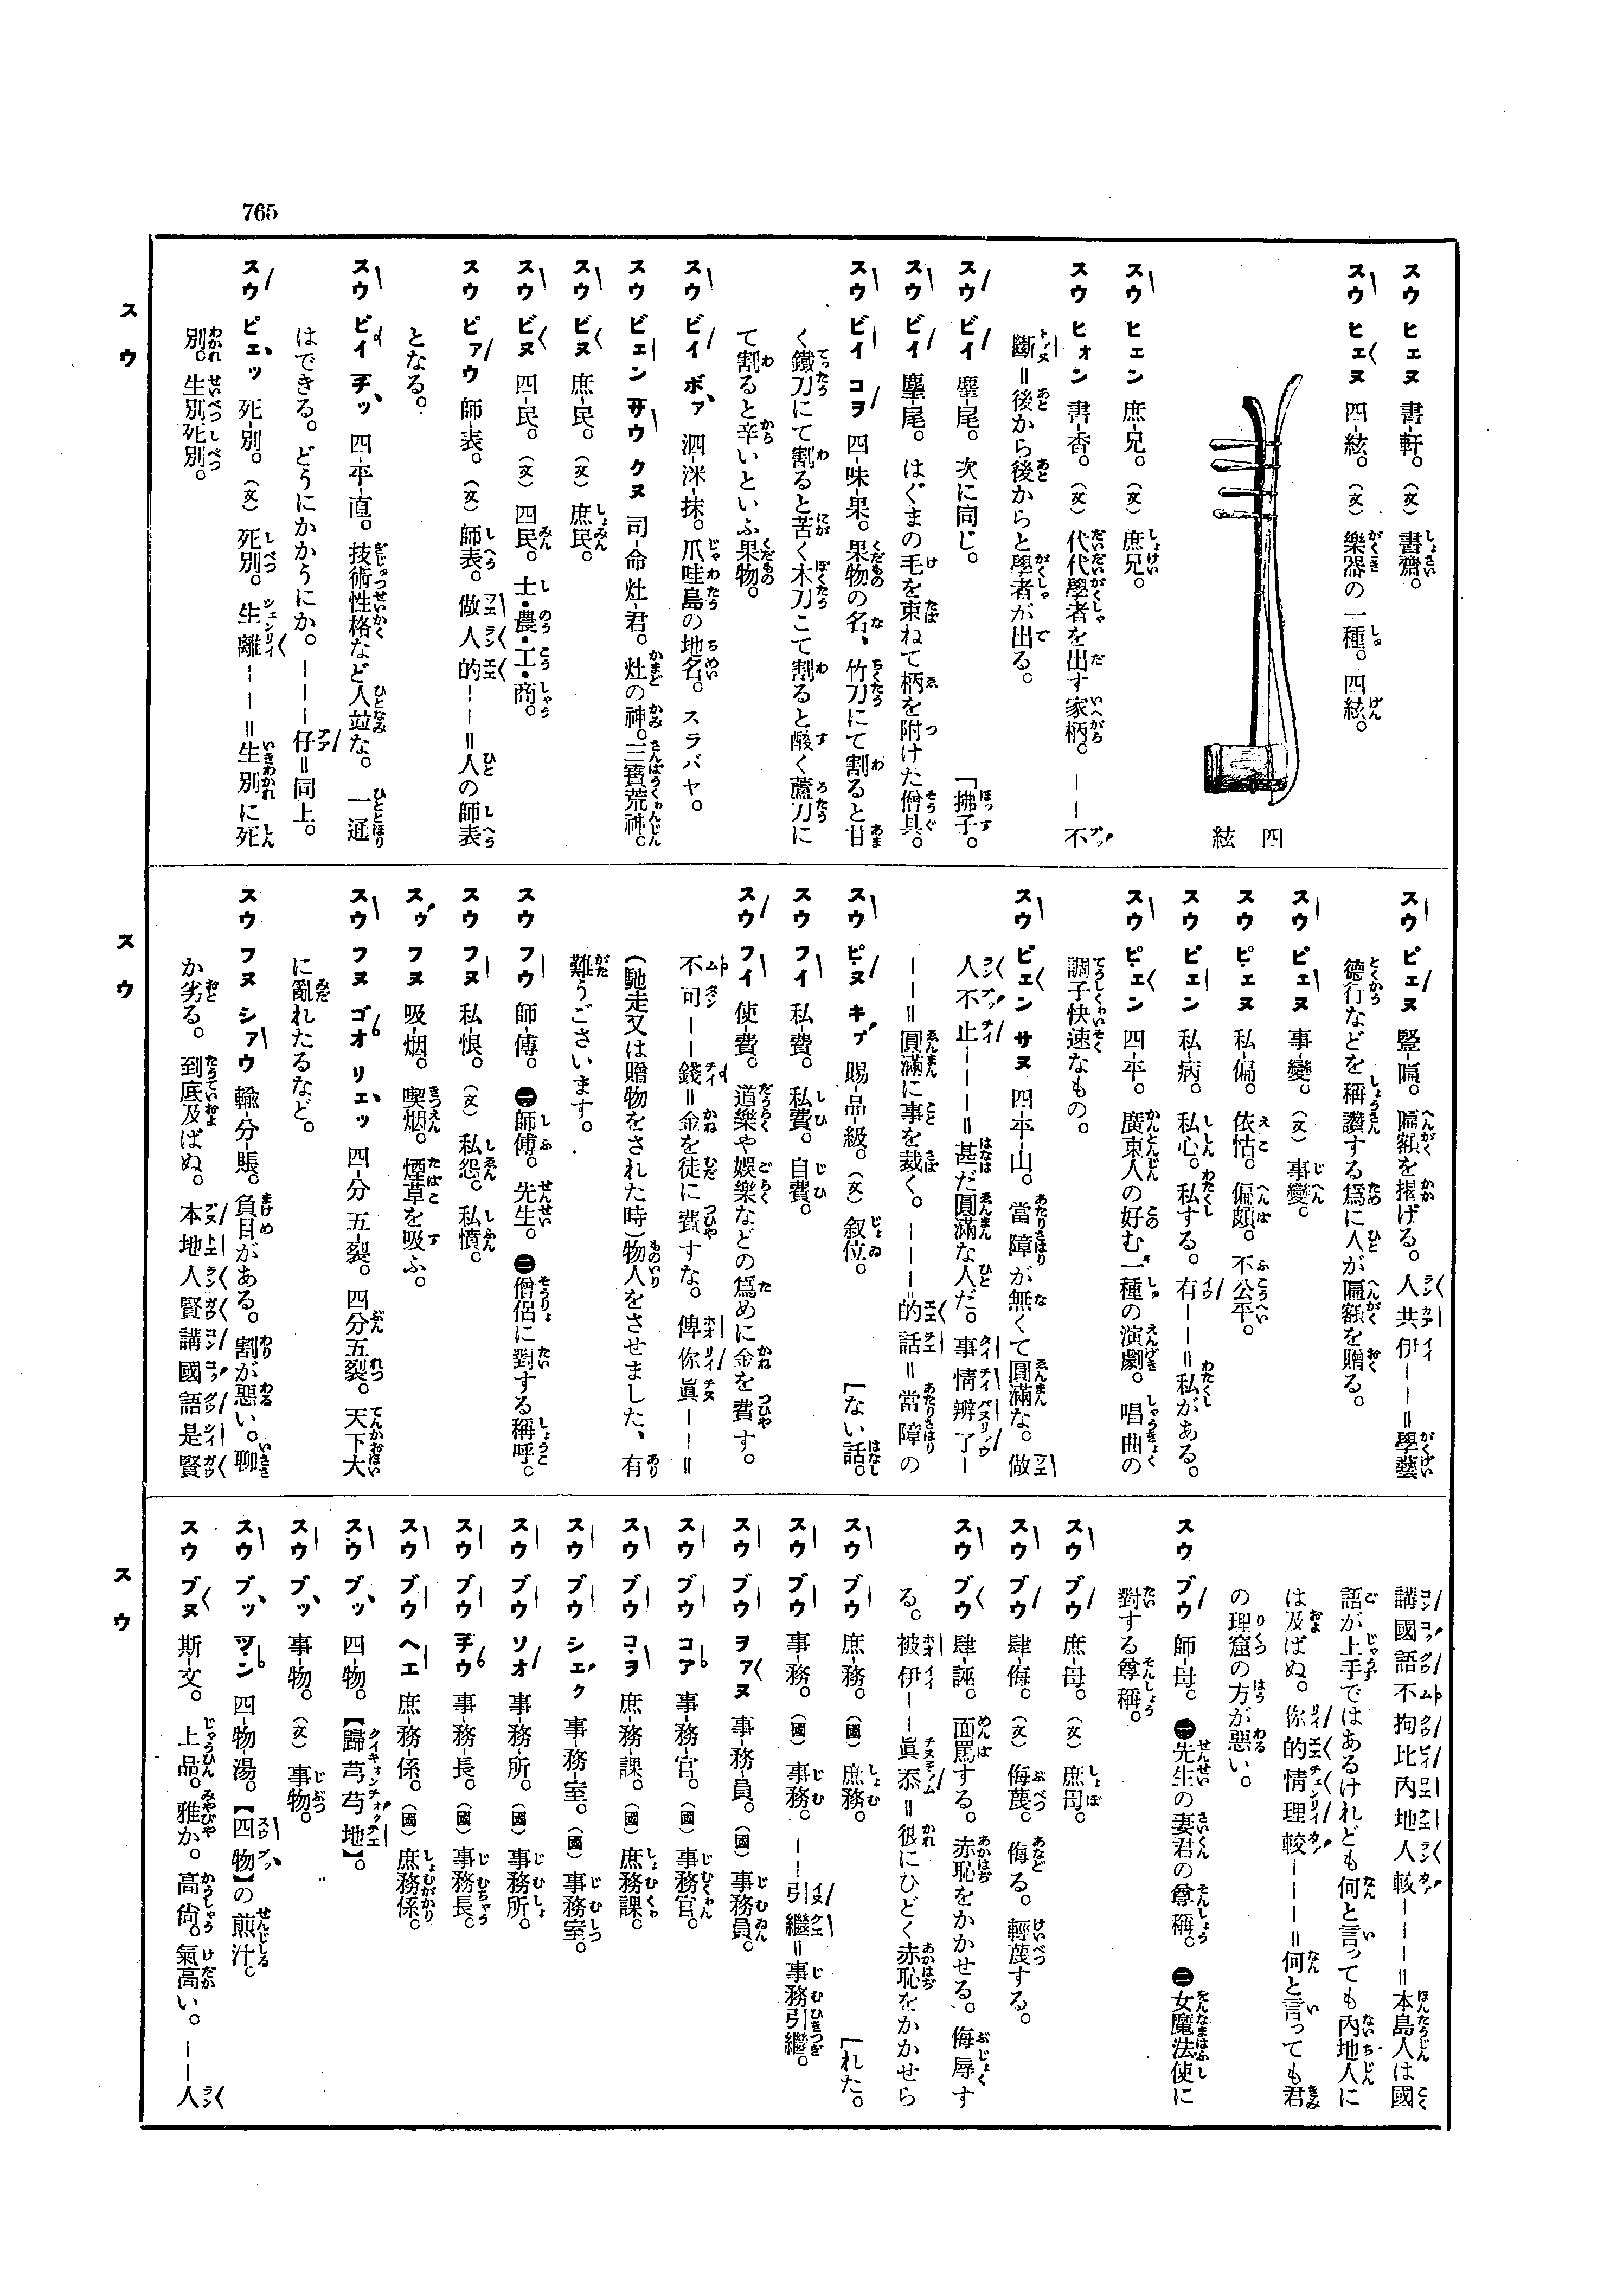 765
スウ ヒェヌ 書-軒。（文）書齋。
スウ ヒェヌ 四-絃。（文）樂器の一種。四絃。
四絃
スウ ヒェン 庶-兄。（文）庶兄。
スウ ヒォン 書-香。（文）代代學者を出す家柄。－－不
斷＝後から後からと學者が出る。
スウ ビイ 麈-尾。次に同じ。「拂子。
スウ ビイ 麈-尾。はぐまの毛を束ねて柄を附けた僧具。
スウ ビイ コヲ 四-味-果。果物の名、竹刀にて割ると甘
く鐵刀にて割ると苦く木刀こて割ると酸く蘆刀に
て割ると辛いといふ果物。
スウ ビイ ボァ 泗-洣-抹。爪哇島の地名。スラバヤ。
スウ ビェン サウ クヌ 司-命 灶-君。灶の神。三寳荒神。
スウ ビヌ 庶-民。（文）庶民。
スウ ビヌ 四-民。（文）四民。士・農・工・商。
スウ ピァウ 師-表。（文）師表。做人的－－＝人の師表
となる。
スウ ピイ チッ 四-平-直。技術性格など人竝な。一通
はできる。どうにかかうにか。－－－仔＝同上。
スウ ピェッ 死-別。（文）死別。生離－－＝生別に死
別。生別死別。
スウ ピェヌ 豎-匾。匾額を揭げる。人共伊－－＝學藝
德行などを稱讚する爲に人が匾額を贈る。
スウ ピェヌ 事-變。（文）事變。
スウ ピェヌ 私-偏。依怙。偏頗。不公平。
スウ ピェン 私-病。私心。私する。有－－＝私がある。
スウ ピェン 四-平。廣東人の好む一種の演劇。唱曲の
調子快速なもの。
スウ ピェン サヌ 四-平-山。當障が無くて圓滿な。做
人不止－－－＝甚だ圓滿な人だ。事情辨了－
－－＝圓滿に事を裁く。－－－的話＝當障の
「ない話。
スウ ピヌ キプ 賜-品-級。（文）叙位。
スウ フイ 私-費。私費。自費。
スウ フイ 使-費。道樂や娛樂などの爲めに金を費す。
不可－－錢＝金を徒に費すな。俾你眞－－＝
（馳走又は贈物をされた時）物入をさせました、有
難うございます。
スウ フウ 師-傅。㊀師傅。先生。㊁僧侶に對する稱呼。
スウ フヌ 私-恨。（文）私怨。私憤。
スゥ フヌ 吸-烟。喫烟。煙草を吸ふ。
スウ フヌ ゴオ リェッ 四-分 五-裂。四分五裂。天下大
に亂れたるなど。
スウ フヌ シァウ 輸-分-賬。負目がある。割が惡い。聊
か劣る。到底及ばぬ。本地人賢講國語是賢
講國語不拘比內地人較－－－＝本島人は國
語が上手ではあるけれども何と言っても內地人に
は及ばぬ。你的情理較－－－＝何と言っても君
の理窟の方が惡い。
スウ ブウ 師-母。㊀先生の妻君の尊稱。㊁女魔法使に
對する尊稱。
スウ ブウ 庶-母。（文）庶母。
スウ ブウ 肆-侮。（文）侮蔑。侮る。輕蔑する。
スウ ブウ 肆-誣。面罵する。赤恥をかかせる。侮辱す
る。被伊－－眞忝＝彼にひどく赤恥をかかせら
「れた。
スウ ブウ 庶-務。（國）庶務。
スウ ブウ 事-務。（國）事務。－－引繼＝事務引繼。
スウ ブウ ヲァヌ 事-務-員。（國）事務員。
スウ ブウ コァ 事-務-官。（國）事務官。
スウ ブウ コヲ 庶-務-課。（國）庶務課。
スウ ブウ シェク 事-務-室。（國）事務室。
スウ ブウ ソオ 事-務-所。（國）事務所。
スウ ブウ チウ 事-務-長。（國）事務長。
スウ ブウ ヘエ 庶-務-係。（國）庶務係。
スウ ブッ 四-物。【歸芎芍地】。
スウ ブッ 事-物。（文）事物。
スウ ブッ ツン 四-物-湯。【四物】の煎汁。
スウ ブヌ 斯-文。上品。雅か。高尙。氣高い。－－人
スウ
スウ
スウ